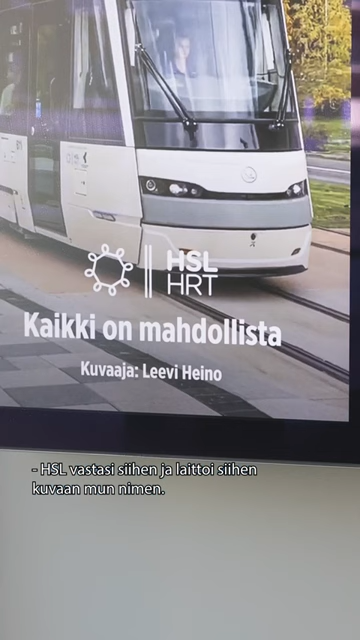 HSL
HRT
Kaikki on mahdollista
Kuvaaja: Leevi Heino
- HSL vastasi siihen ja laittoi siihen
kuvaan mun nimen.